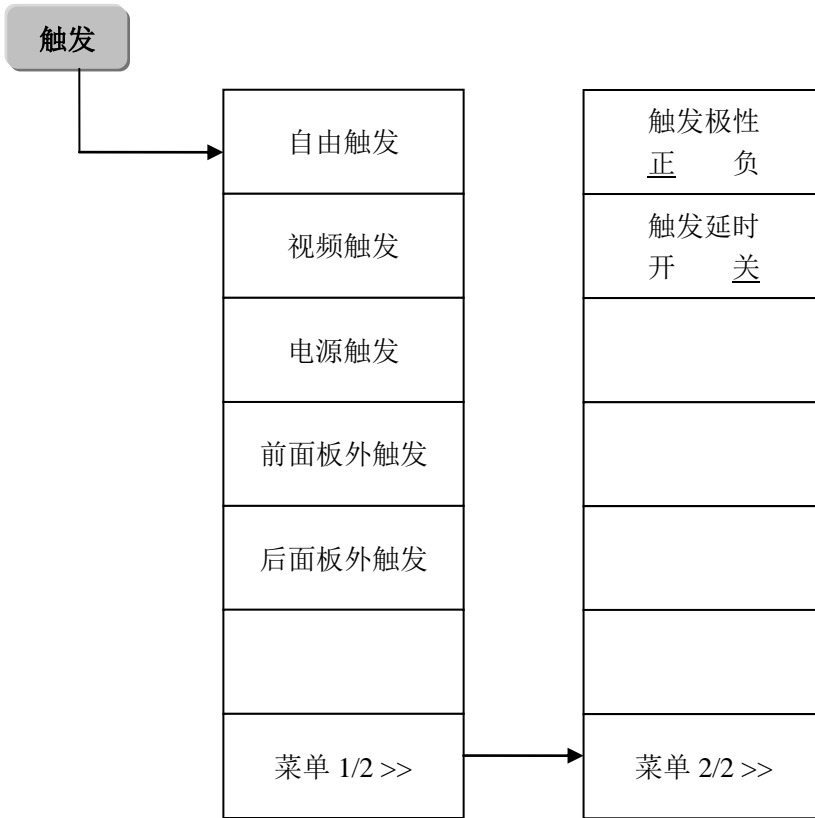 触发
自由触发
视频触发
电源触发
前面板外触发
后面板外触发
菜单 1/2 >>
触发极性
正 负
触发延时
开 关
菜单 2/2 >>